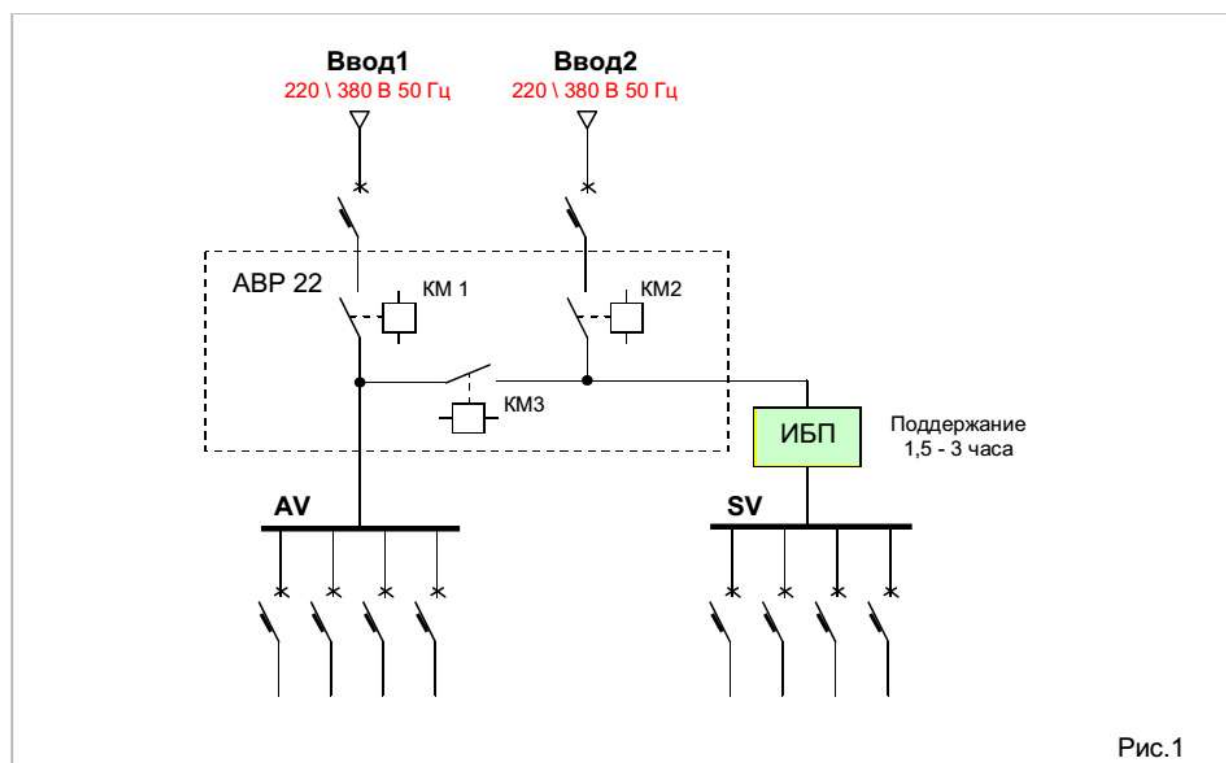 Ввод1
220 \ 380 В 50 Гц
Ввод2
220 \ 380 В 50 Гц
АВР 22
КМ 1
КМ2
КМ3
ИБП
Поддержание
1,5 - 3 часа
AV
SV
Рис.1